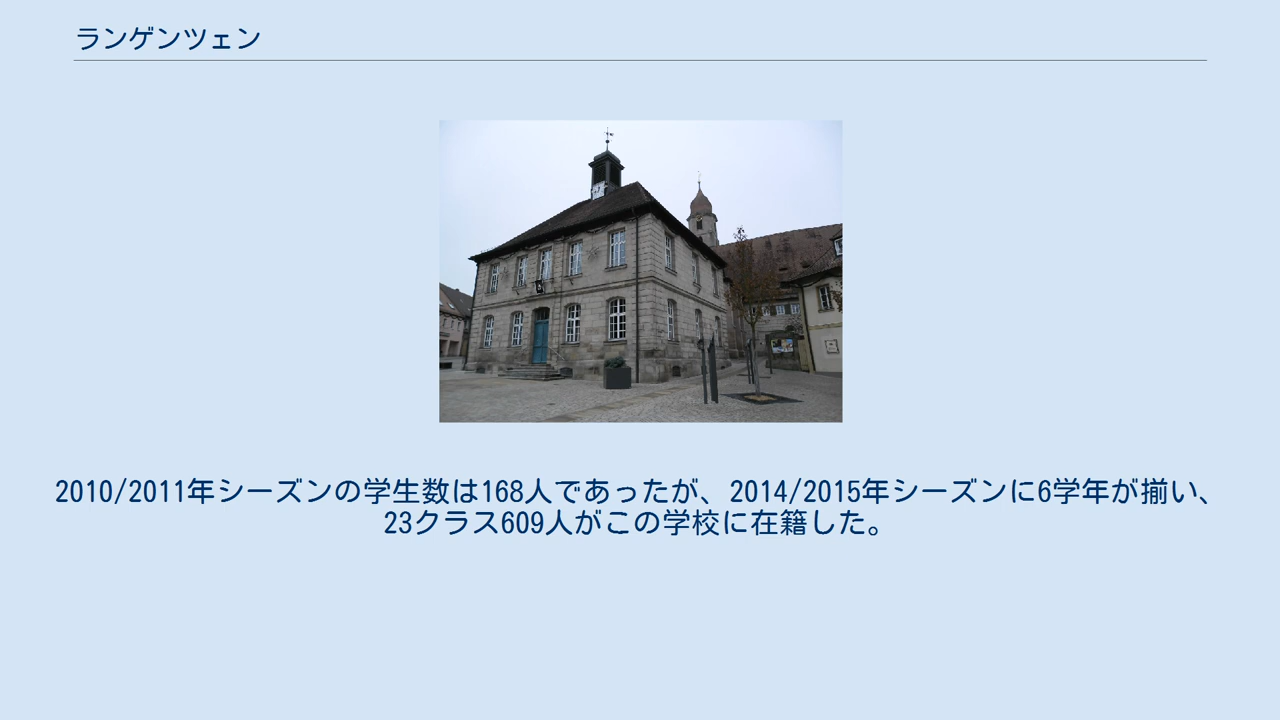 ランゲンツェン
2010/2011年シーズンの学生数は168人であったが、2014/2015年シーズンに6学年が揃い、
23クラス609人がこの学校に在籍した。